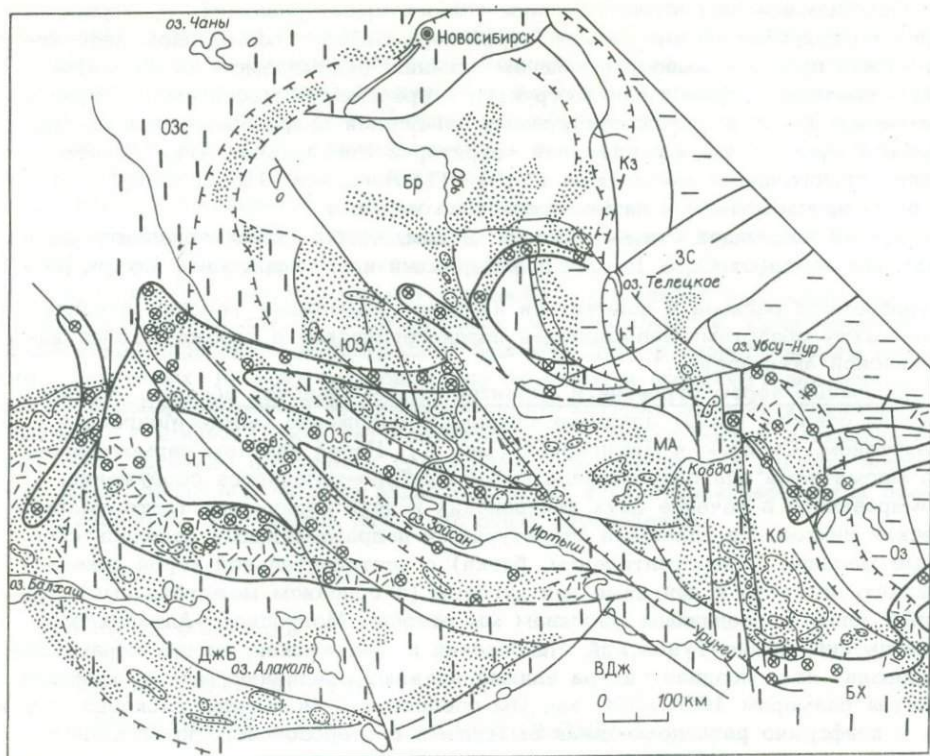 оз. Чаны
Новосибирск
ОЗс
Бр
Обь
Кз
ЗС
оз. Телецкое
оз. Убсу-Нур
ЮЗА
ОЗс
МА
ЧТ
Кобда
оз. Зайсан
Иртыш
Кб
Оз
оз. Балхаш
Урунгу
ДжБ
оз. Алаколь
ВДж
0 100 км
БХ